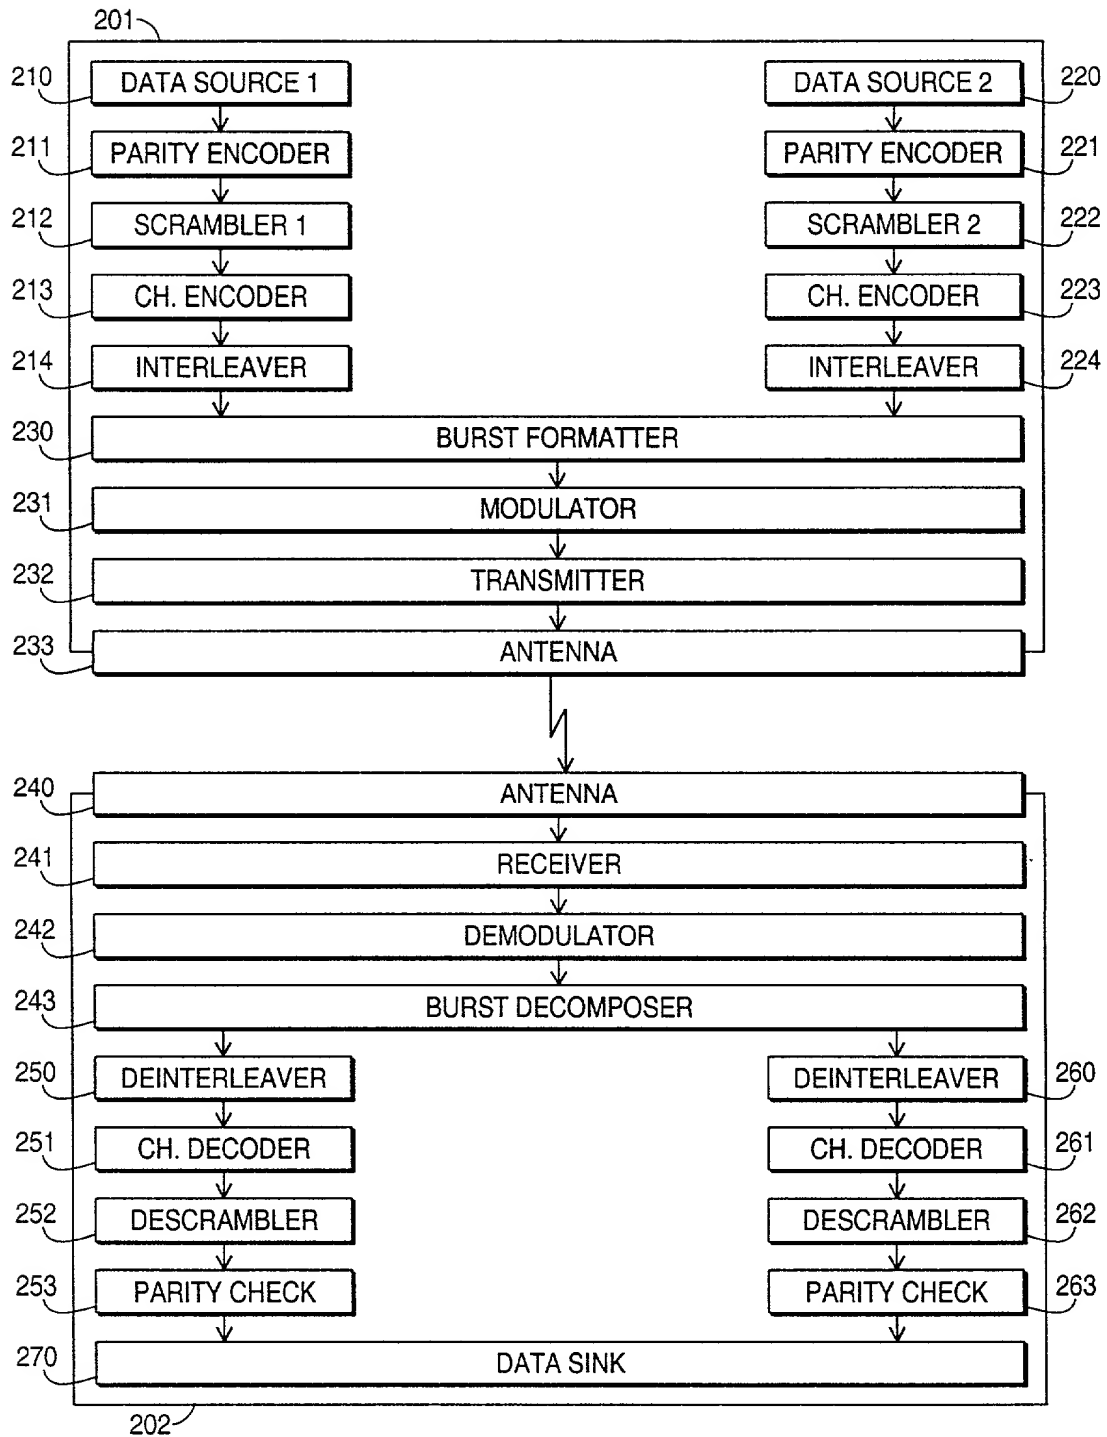 201
210 DATA SOURCE 1 DATA SOURCE 2 220
211 PARITY ENCODER PARITY ENCODER 221
212 SCRAMBLER 1 SCRAMBLER 2 222
213 CH. ENCODER CH. ENCODER 223
214 INTERLEAVER INTERLEAVER 224
230 BURST FORMATTER
231 MODULATOR
232 TRANSMITTER
233 ANTENNA
240 ANTENNA
241 RECEIVER
242 DEMODULATOR
243 BURST DECOMPOSER
250 DEINTERLEAVER DEINTERLEAVER 260
251 CH. DECODER CH. DECODER 261
252 DESCRAMBLER DESCRAMBLER 262
253 PARITY CHECK PARITY CHECK 263
270 DATA SINK
202